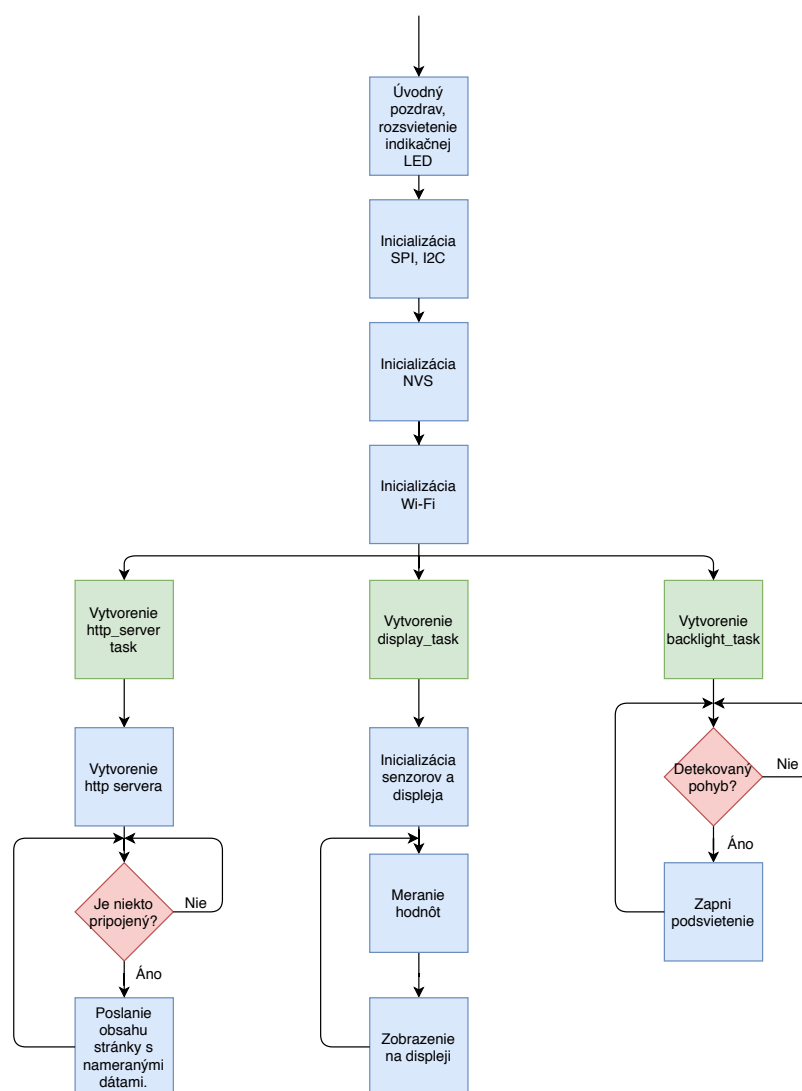 Úvodný
pozdrav,
rozsvietenie
indikačnej
LED
Inicializácia
SPI, I2C
Inicializácia
NVS
Inicializácia
Wi-Fi
Vytvorenie
http_server
task
Vytvorenie
display_task
Vytvorenie
backlight_task
Vytvorenie
http servera
Inicializácia
senzorov a
displeja
Detekovaný
pohyb?
Nie
Áno
Je niekto
pripojený?
Nie
Áno
Meranie
hodnôt
Zapni
podsvietenie
Poslanie
obsahu
stránky s
nameranými
dátami.
Zobrazenie
na displeji